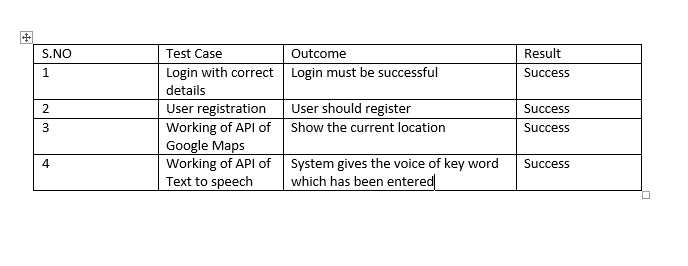 S.NO Test Case Outcome Result
1 Login with correct Login must be successful Success
details
2 User registration User should register Success
3 Working of API of Show the current location Success
Google Maps
4 Working of API of System gives the voice of key word Success
Text to speech which has been entered